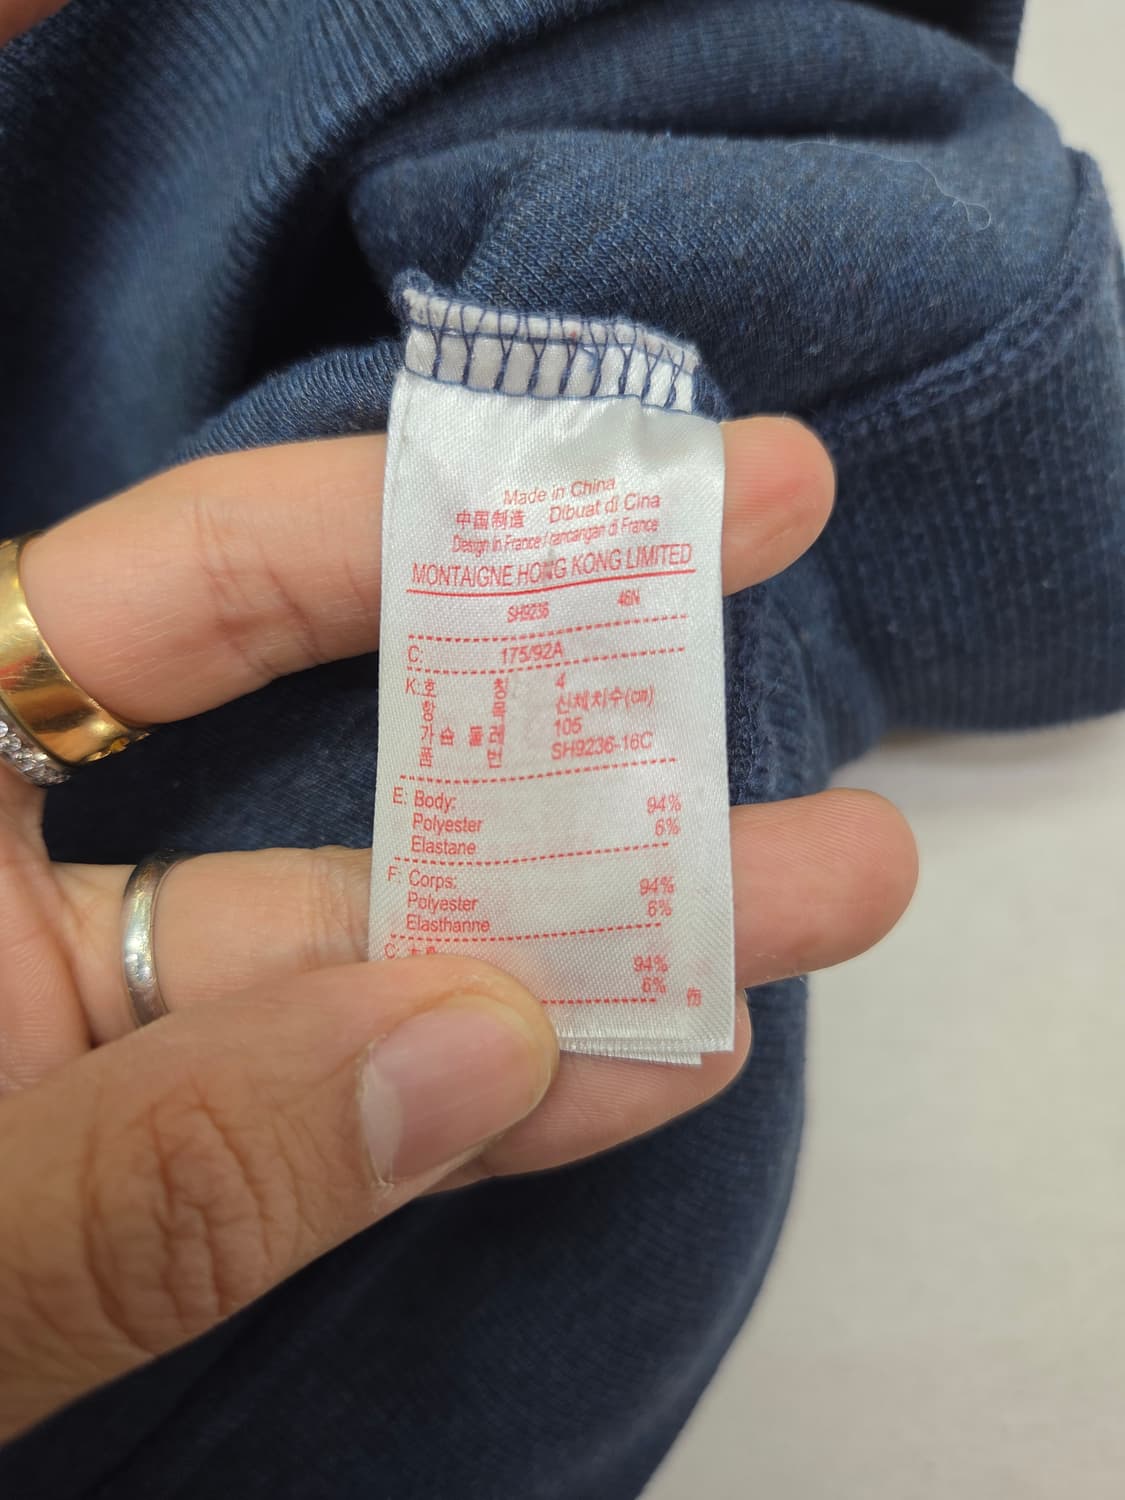 Made in China
中国制造 Dibuat di Cina
Design in France / rancangan di France
MONTAIGNE HONG KONG LIMITED
SH9236 46N
C: 175/92A
K: 호 칭 4
항 목 신체치수(cm)
가슴 둘레 105
품 번 SH9236-16C
E: Body:
Polyester 94%
Elastane 6%
F: Corps:
Polyester 94%
Elasthanne 6%
C:
94%
6%